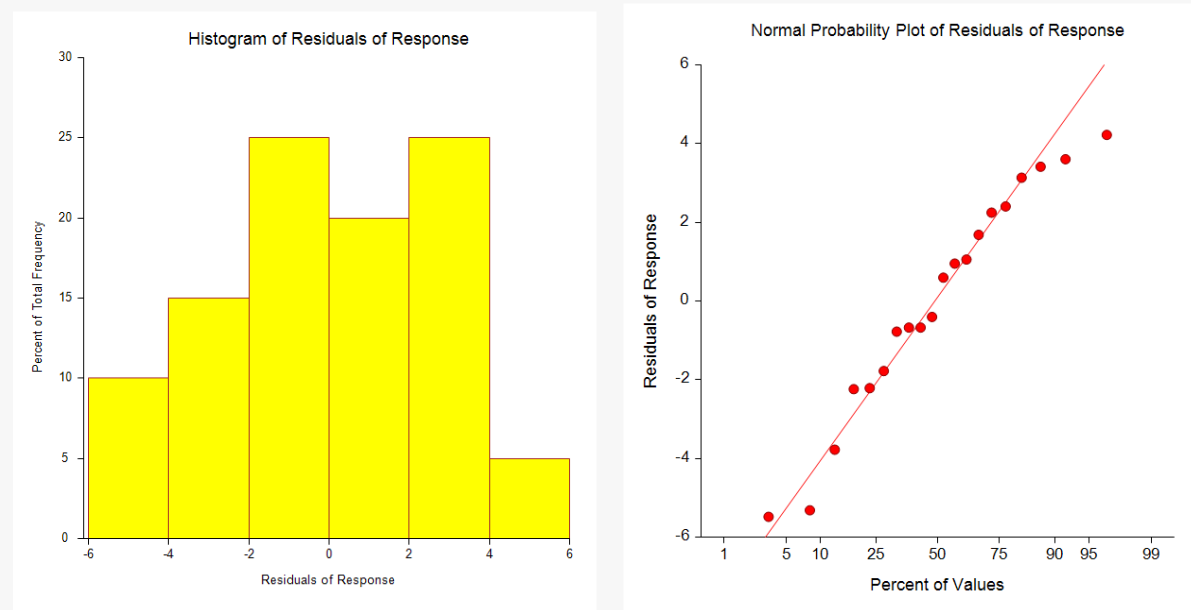 Histogram of Residuals of Response
30
25
20
15
10
5
0
Percent of Total Frequency
-6 -4 -2 0 2 4 6
Residuals of Response
Normal Probability Plot of Residuals of Response
6
4
2
0
-2
-4
-6
Residuals of Response
1 5 10 25 50 75 90 95 99
Percent of Values